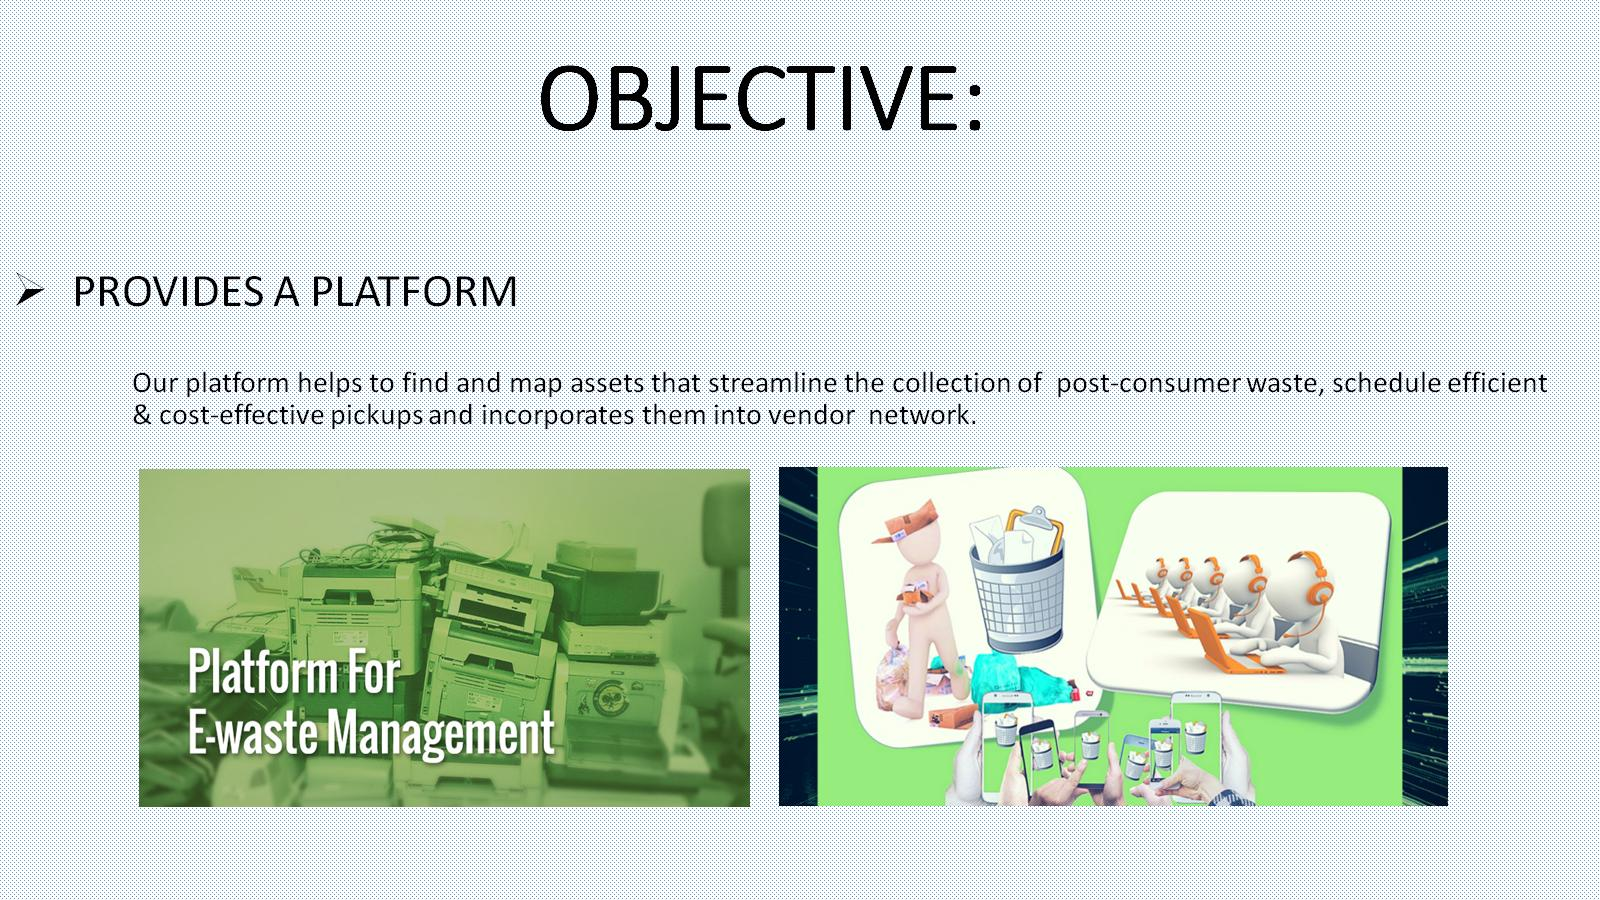 OBJECTIVE:
PROVIDES A PLATFORM
Our platform helps to find and map assets that streamline the collection of  post-consumer waste, schedule efficient
& cost-effective pickups and incorporates them into vendor  network.
Platform For
E-waste Management